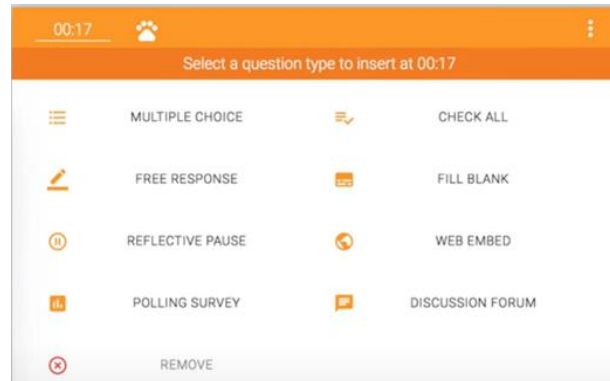 00:17
Select a question type to insert at 00:17
MULTIPLE CHOICE
CHECK ALL
FREE RESPONSE
FILL BLANK
REFLECTIVE PAUSE
WEB EMBED
POLLING SURVEY
DISCUSSION FORUM
REMOVE